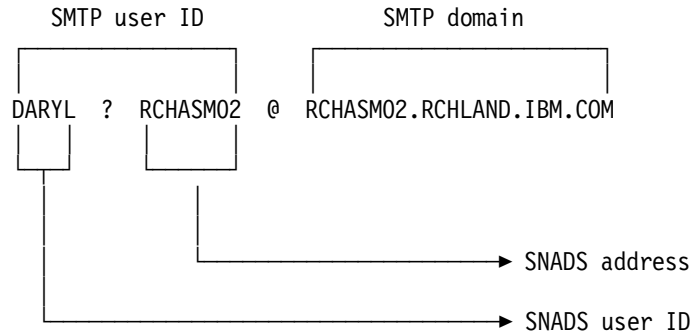 SMTP user ID SMTP domain
DARYL ? RCHASM02 @ RCHASM02.RCHLAND.IBM.COM
SNADS address
SNADS user ID